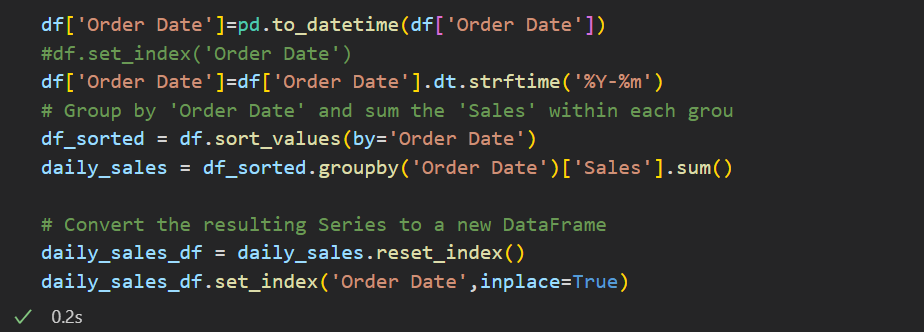 df['Order Date']=pd.to_datetime(df['Order Date'])
#df.set_index('Order Date')
df['Order Date']=df['Order Date'].dt.strftime('%Y-%m')
# Group by 'Order Date' and sum the 'Sales' within each grou
df_sorted = df.sort_values(by='Order Date')
daily_sales = df_sorted.groupby('Order Date')['Sales'].sum()
# Convert the resulting Series to a new DataFrame
daily_sales_df = daily_sales.reset_index()
daily_sales_df.set_index('Order Date',inplace=True)
0.2s